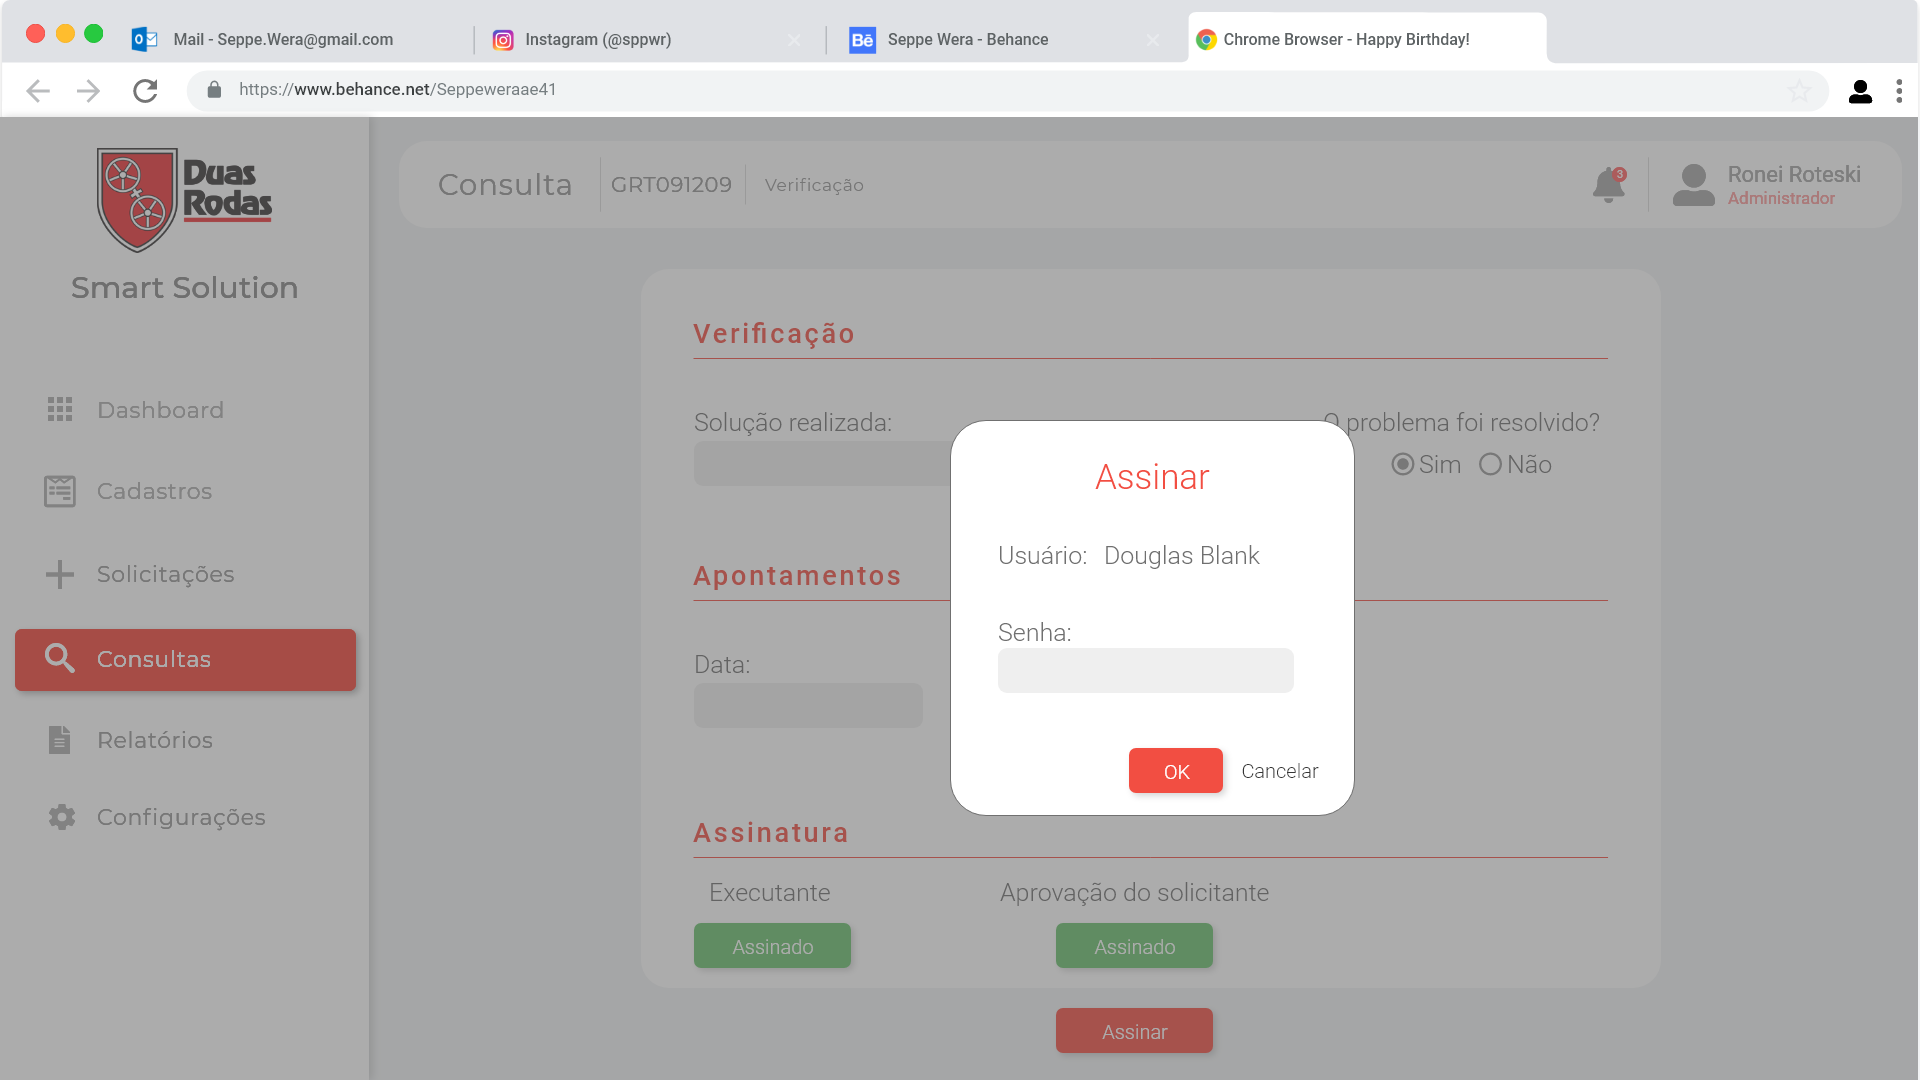 Mail - Seppe.Wera@gmail.com
Instagram (@sppwr)
Bē Seppe Wera - Behance
Chrome Browser - Happy Birthday!
https://www.behance.net/Seppeweraae41
Duas
Rodas
Smart Solution
Dashboard
Cadastros
Solicitações
Consultas
Relatórios
Configurações
Consulta
GRT091209
Verificação
3
Ronei Roteski
Administrador
Verificação
Solução realizada:
O problema foi resolvido?
Sim Não
Apontamentos
Data:
Assinar
Usuário: Douglas Blank
Senha:
OK Cancelar
Assinatura
Executante Aprovação do solicitante
Assinado Assinado
Assinar